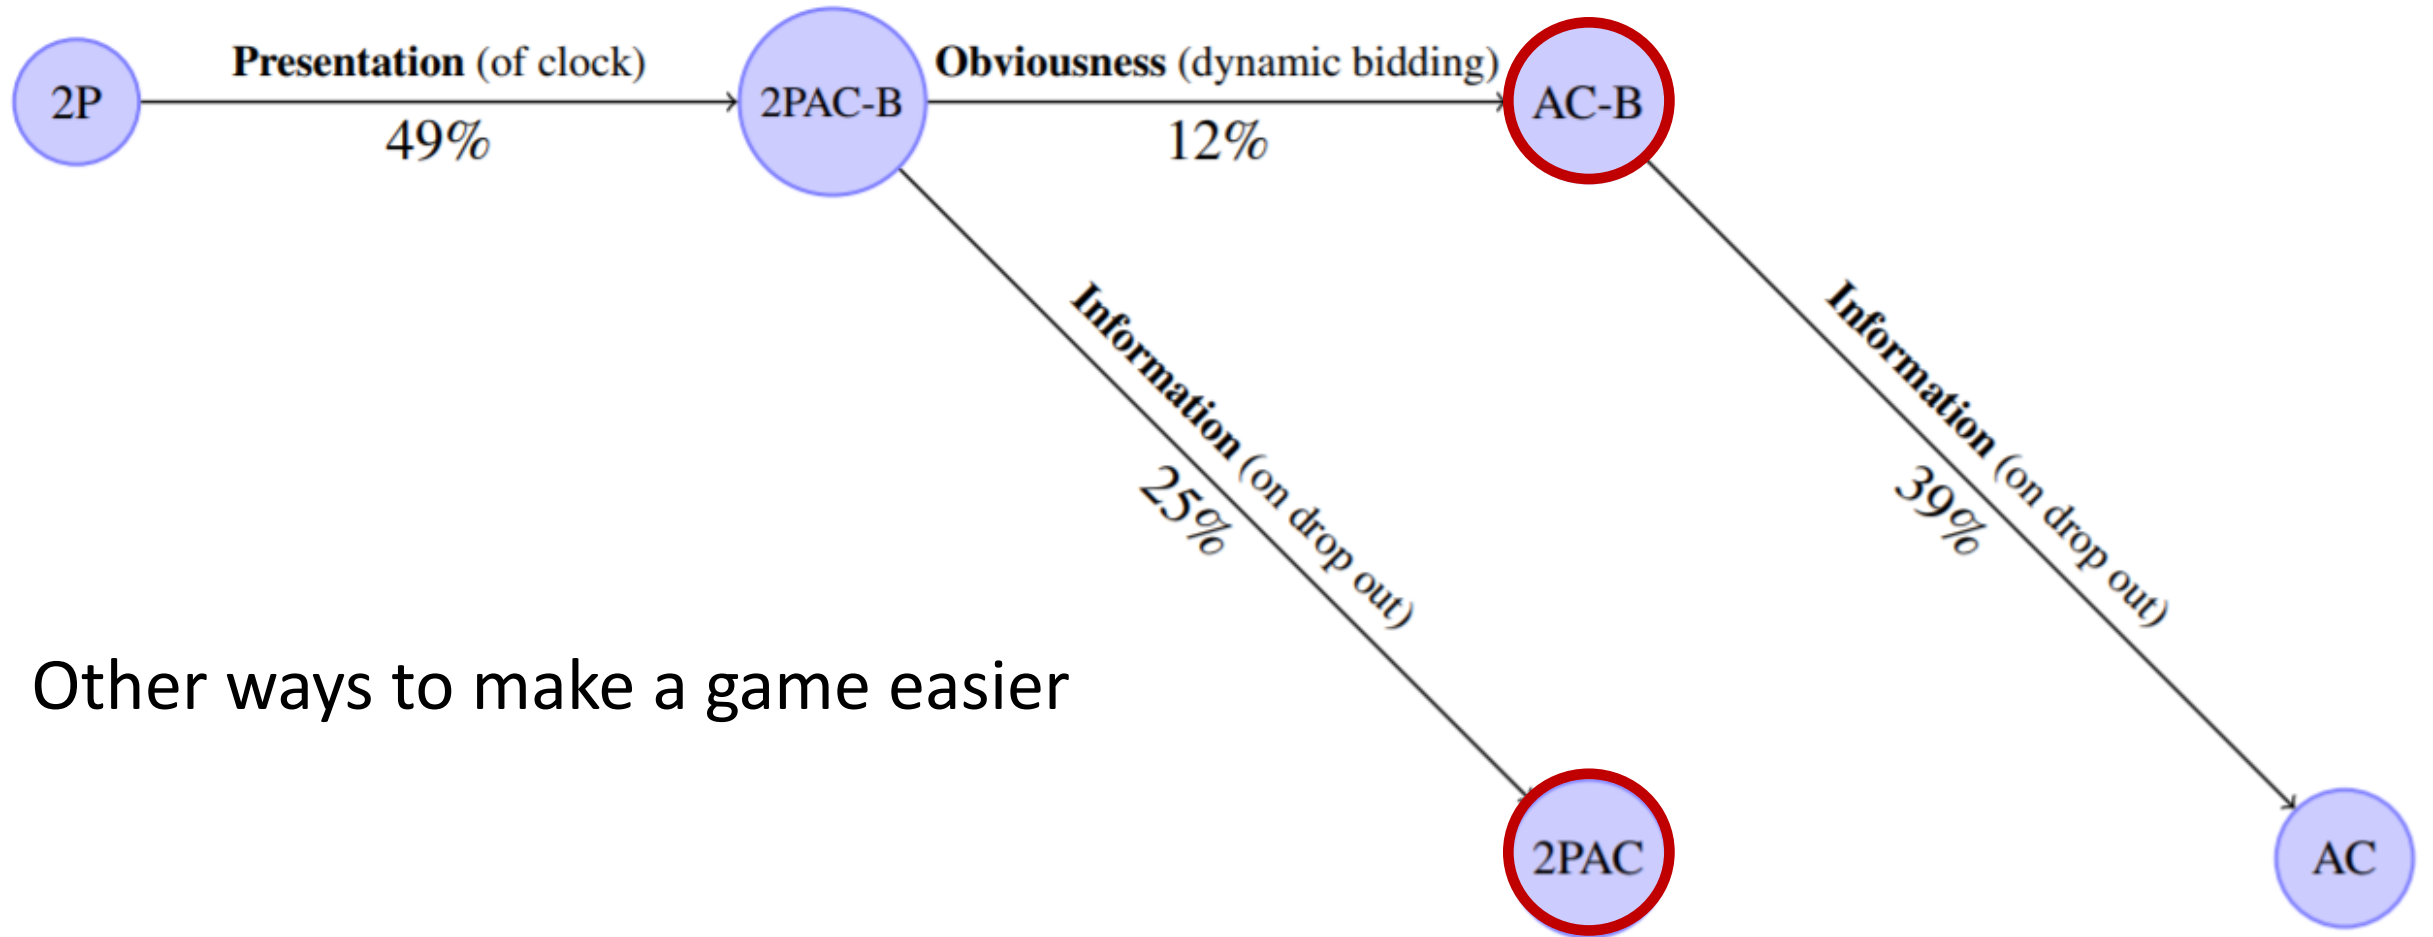 2P
Presentation (of clock)
49%
2PAC-B
Obviousness (dynamic bidding)
12%
AC-B
Information (on drop out)
25%
Information (on drop out)
39%
Other ways to make a game easier
2PAC
AC